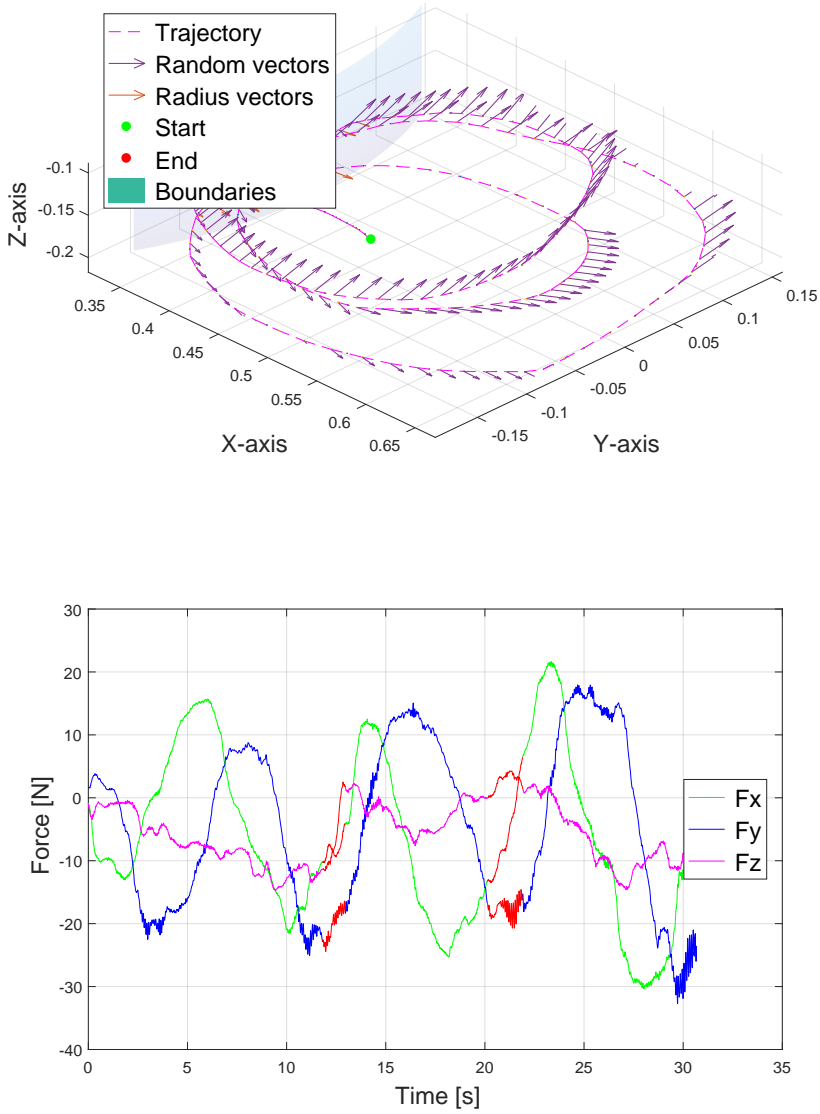 Trajectory
Random vectors
Radius vectors
Start
End
Boundaries
Z-axis
-0.1
-0.15
-0.2
0.35
0.4
0.45
0.5
0.55
0.6
0.65
X-axis
-0.15
-0.1
-0.05
0
0.05
0.1
0.15
Y-axis
30
20
10
0
-10
-20
-30
-40
Force [N]
Fx
Fy
Fz
0
5
10
15
20
25
30
35
Time [s]